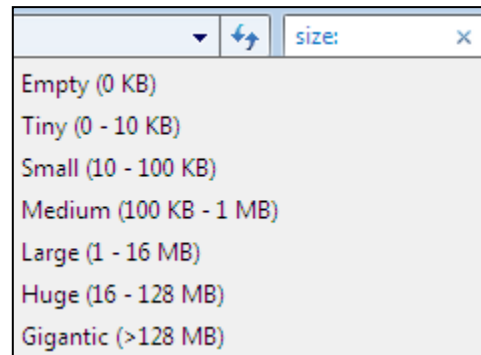 size:
Empty (0 KB)
Tiny (0 - 10 KB)
Small (10 - 100 KB)
Medium (100 KB - 1 MB)
Large (1 - 16 MB)
Huge (16 - 128 MB)
Gigantic (>128 MB)